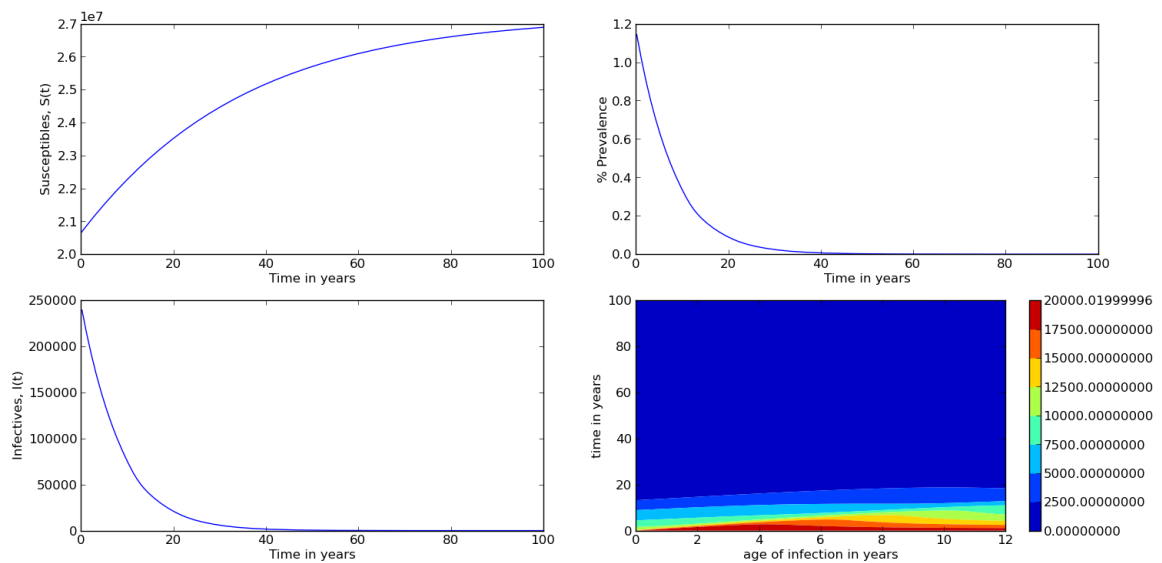 1e7
2.7
2.6
2.5
2.4
2.3
2.2
2.1
2.0
Susceptibles, S(t)
0 20 40 60 80 100
Time in years
1.2
1.0
0.8
0.6
0.4
0.2
0.0
% Prevalence
0 20 40 60 80 100
Time in years
250000
200000
150000
100000
50000
0
Infectives, I(t)
0 20 40 60 80 100
Time in years
100
80
60
40
20
0
time in years
0 2 4 6 8 10 12
age of infection in years
20000.01999996
17500.00000000
15000.00000000
12500.00000000
10000.00000000
7500.00000000
5000.00000000
2500.00000000
0.00000000